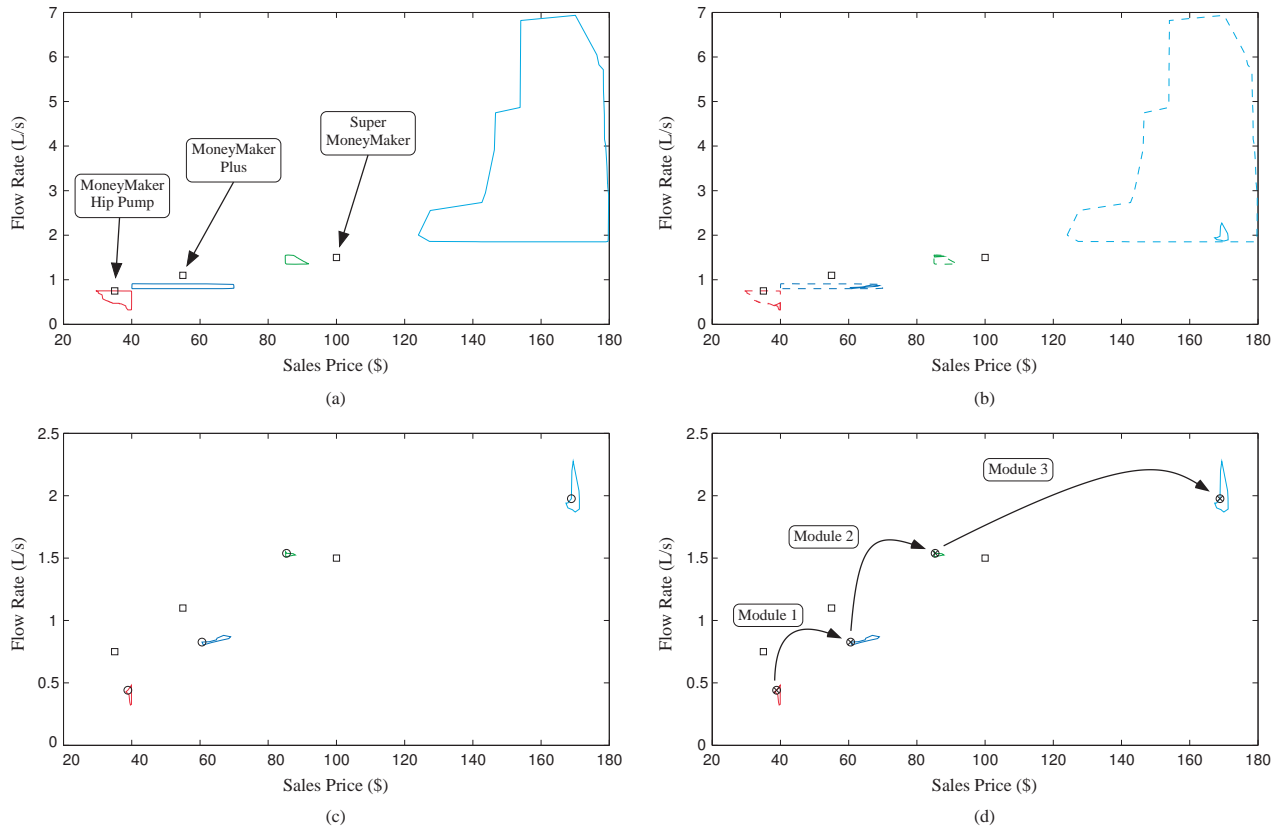 7
6
5
4
3
2
1
0
Flow Rate (L/s)
MoneyMaker
Hip Pump
MoneyMaker
Plus
Super
MoneyMaker
20 40 60 80 100 120 140 160 180
Sales Price ($)
(a)
7
6
5
4
3
2
1
0
Flow Rate (L/s)
20 40 60 80 100 120 140 160 180
Sales Price ($)
(b)
2.5
2
1.5
1
0.5
0
Flow Rate (L/s)
20 40 60 80 100 120 140 160 180
Sales Price ($)
(c)
2.5
2
1.5
1
0.5
0
Flow Rate (L/s)
Module 3
Module 2
Module 1
20 40 60 80 100 120 140 160 180
Sales Price ($)
(d)